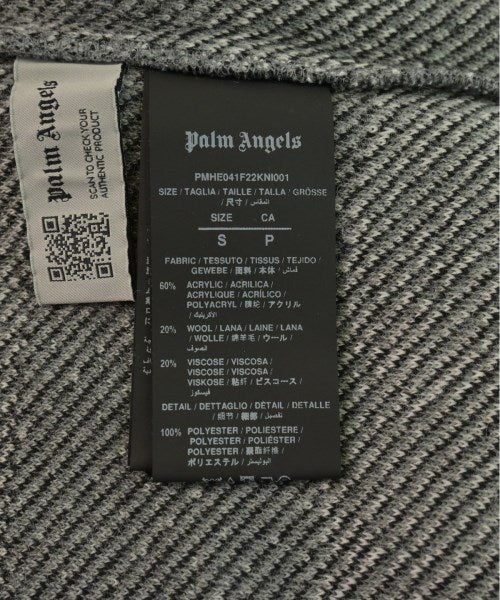 Palm Angels
SCAN TO CHECK YOUR
AUTHENTIC PRODUCT
Palm Angels
PMHE041F22KNI001
SIZE / TAGLIA / TAILLE / TALLA / GRÖSSE
/ 尺寸 / المقاس
SIZE CA
S P
FABRIC / TESSUTO / TISSUS / TEJIDO /
GEWEBE / 面料 / 本体 / قماش
60% ACRYLIC / ACRILICA /
ACRYLIQUE / ACRÍLICO /
POLYACRYL / 腈纶 / アクリル
/ الأكريليك
20% WOOL / LANA / LAINE / LANA
/ WOLLE / 绵羊毛 / ウール /
الصوف
20% VISCOSE / VISCOSA /
VISCOSE / VISCOSA /
VISKOSE / 粘纤 / ビスコース /
فيسكوز
DETAIL / DETTAGLIO / DÉTAIL / DETALLE
/ 细节 / 細部 / تفصيل
100% POLYESTER / POLIESTERE /
POLYESTER / POLIÉSTER /
POLYESTER / 聚酯纤维 /
ポリエステル / البوليستر